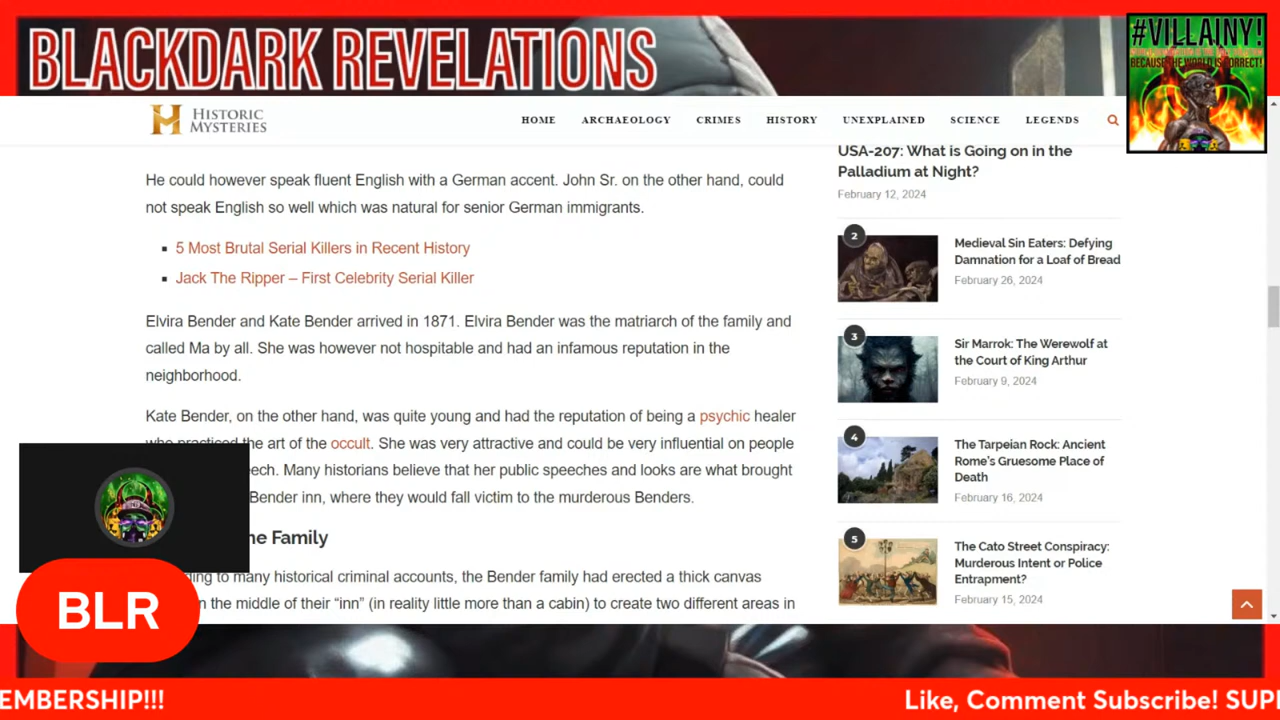 BLACKDARK REVELATIONS
#VILLAINY!
BECAUSE THE WORLD IS CORRECT!
HISTORIC
MYSTERIES
HOME ARCHAEOLOGY CRIMES HISTORY UNEXPLAINED SCIENCE LEGENDS
He could however speak fluent English with a German accent. John Sr. on the other hand, could
not speak English so well which was natural for senior German immigrants.
5 Most Brutal Serial Killers in Recent History
Jack The Ripper – First Celebrity Serial Killer
Elvira Bender and Kate Bender arrived in 1871. Elvira Bender was the matriarch of the family and
called Ma by all. She was however not hospitable and had an infamous reputation in the
neighborhood.
Kate Bender, on the other hand, was quite young and had the reputation of being a psychic healer
who practiced the art of the occult. She was very attractive and could be very influential on people
eech. Many historians believe that her public speeches and looks are what brought
Bender inn, where they would fall victim to the murderous Benders.
he Family
ing to many historical criminal accounts, the Bender family had erected a thick canvas
n the middle of their “inn” (in reality little more than a cabin) to create two different areas in
USA-207: What is Going on in the
Palladium at Night?
February 12, 2024
2
Medieval Sin Eaters: Defying
Damnation for a Loaf of Bread
February 26, 2024
3
Sir Marrok: The Werewolf at
the Court of King Arthur
February 9, 2024
4
The Tarpeian Rock: Ancient
Rome's Gruesome Place of
Death
February 16, 2024
5
The Cato Street Conspiracy:
Murderous Intent or Police
Entrapment?
February 15, 2024
BLR
EMBERSHIP!!! Like, Comment Subscribe! SUP